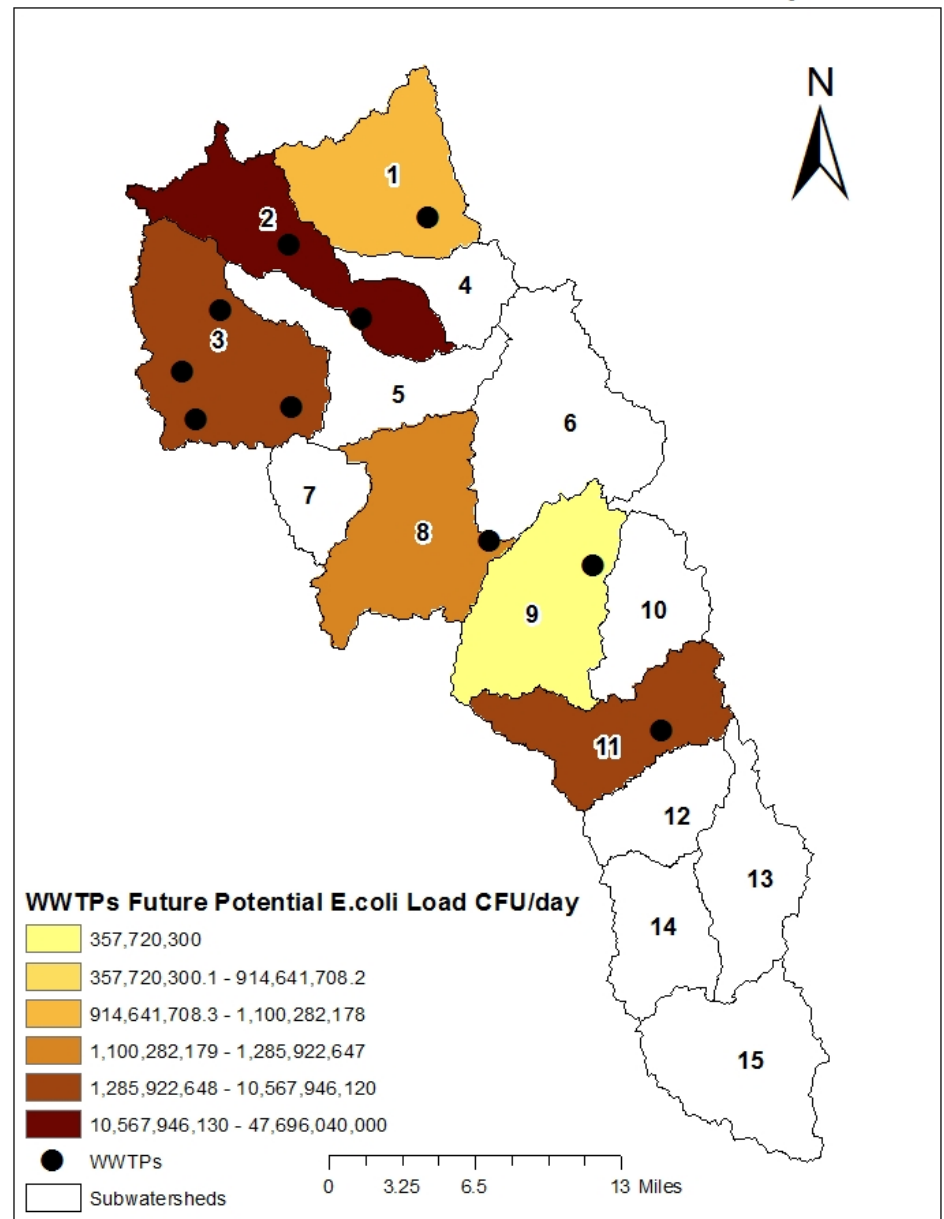 N
1
2
4
3
5
6
7
8
9
10
11
12
13
14
15
WWTPs Future Potential E.coli Load CFU/day
357,720,300
357,720,300.1 - 914,641,708.2
914,641,708.3 - 1,100,282,178
1,100,282,179 - 1,285,922,647
1,285,922,648 - 10,567,946,120
10,567,946,130 - 47,696,040,000
WWTPs
Subwatersheds
0 3.25 6.5 13 Miles